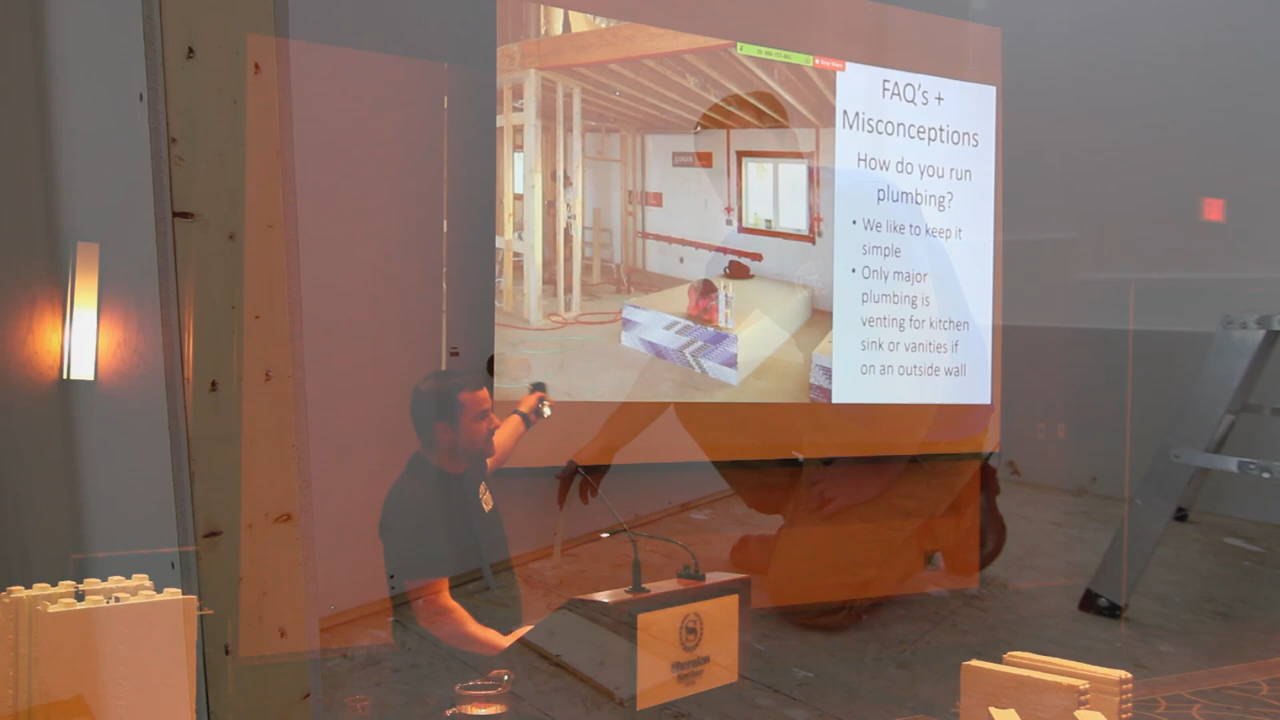 FAQ's +
Misconceptions
How do you run
plumbing?
• We like to keep it
simple
• Only major
plumbing is
venting for kitchen
sink or vanities if
on an outside wall
Sheraton